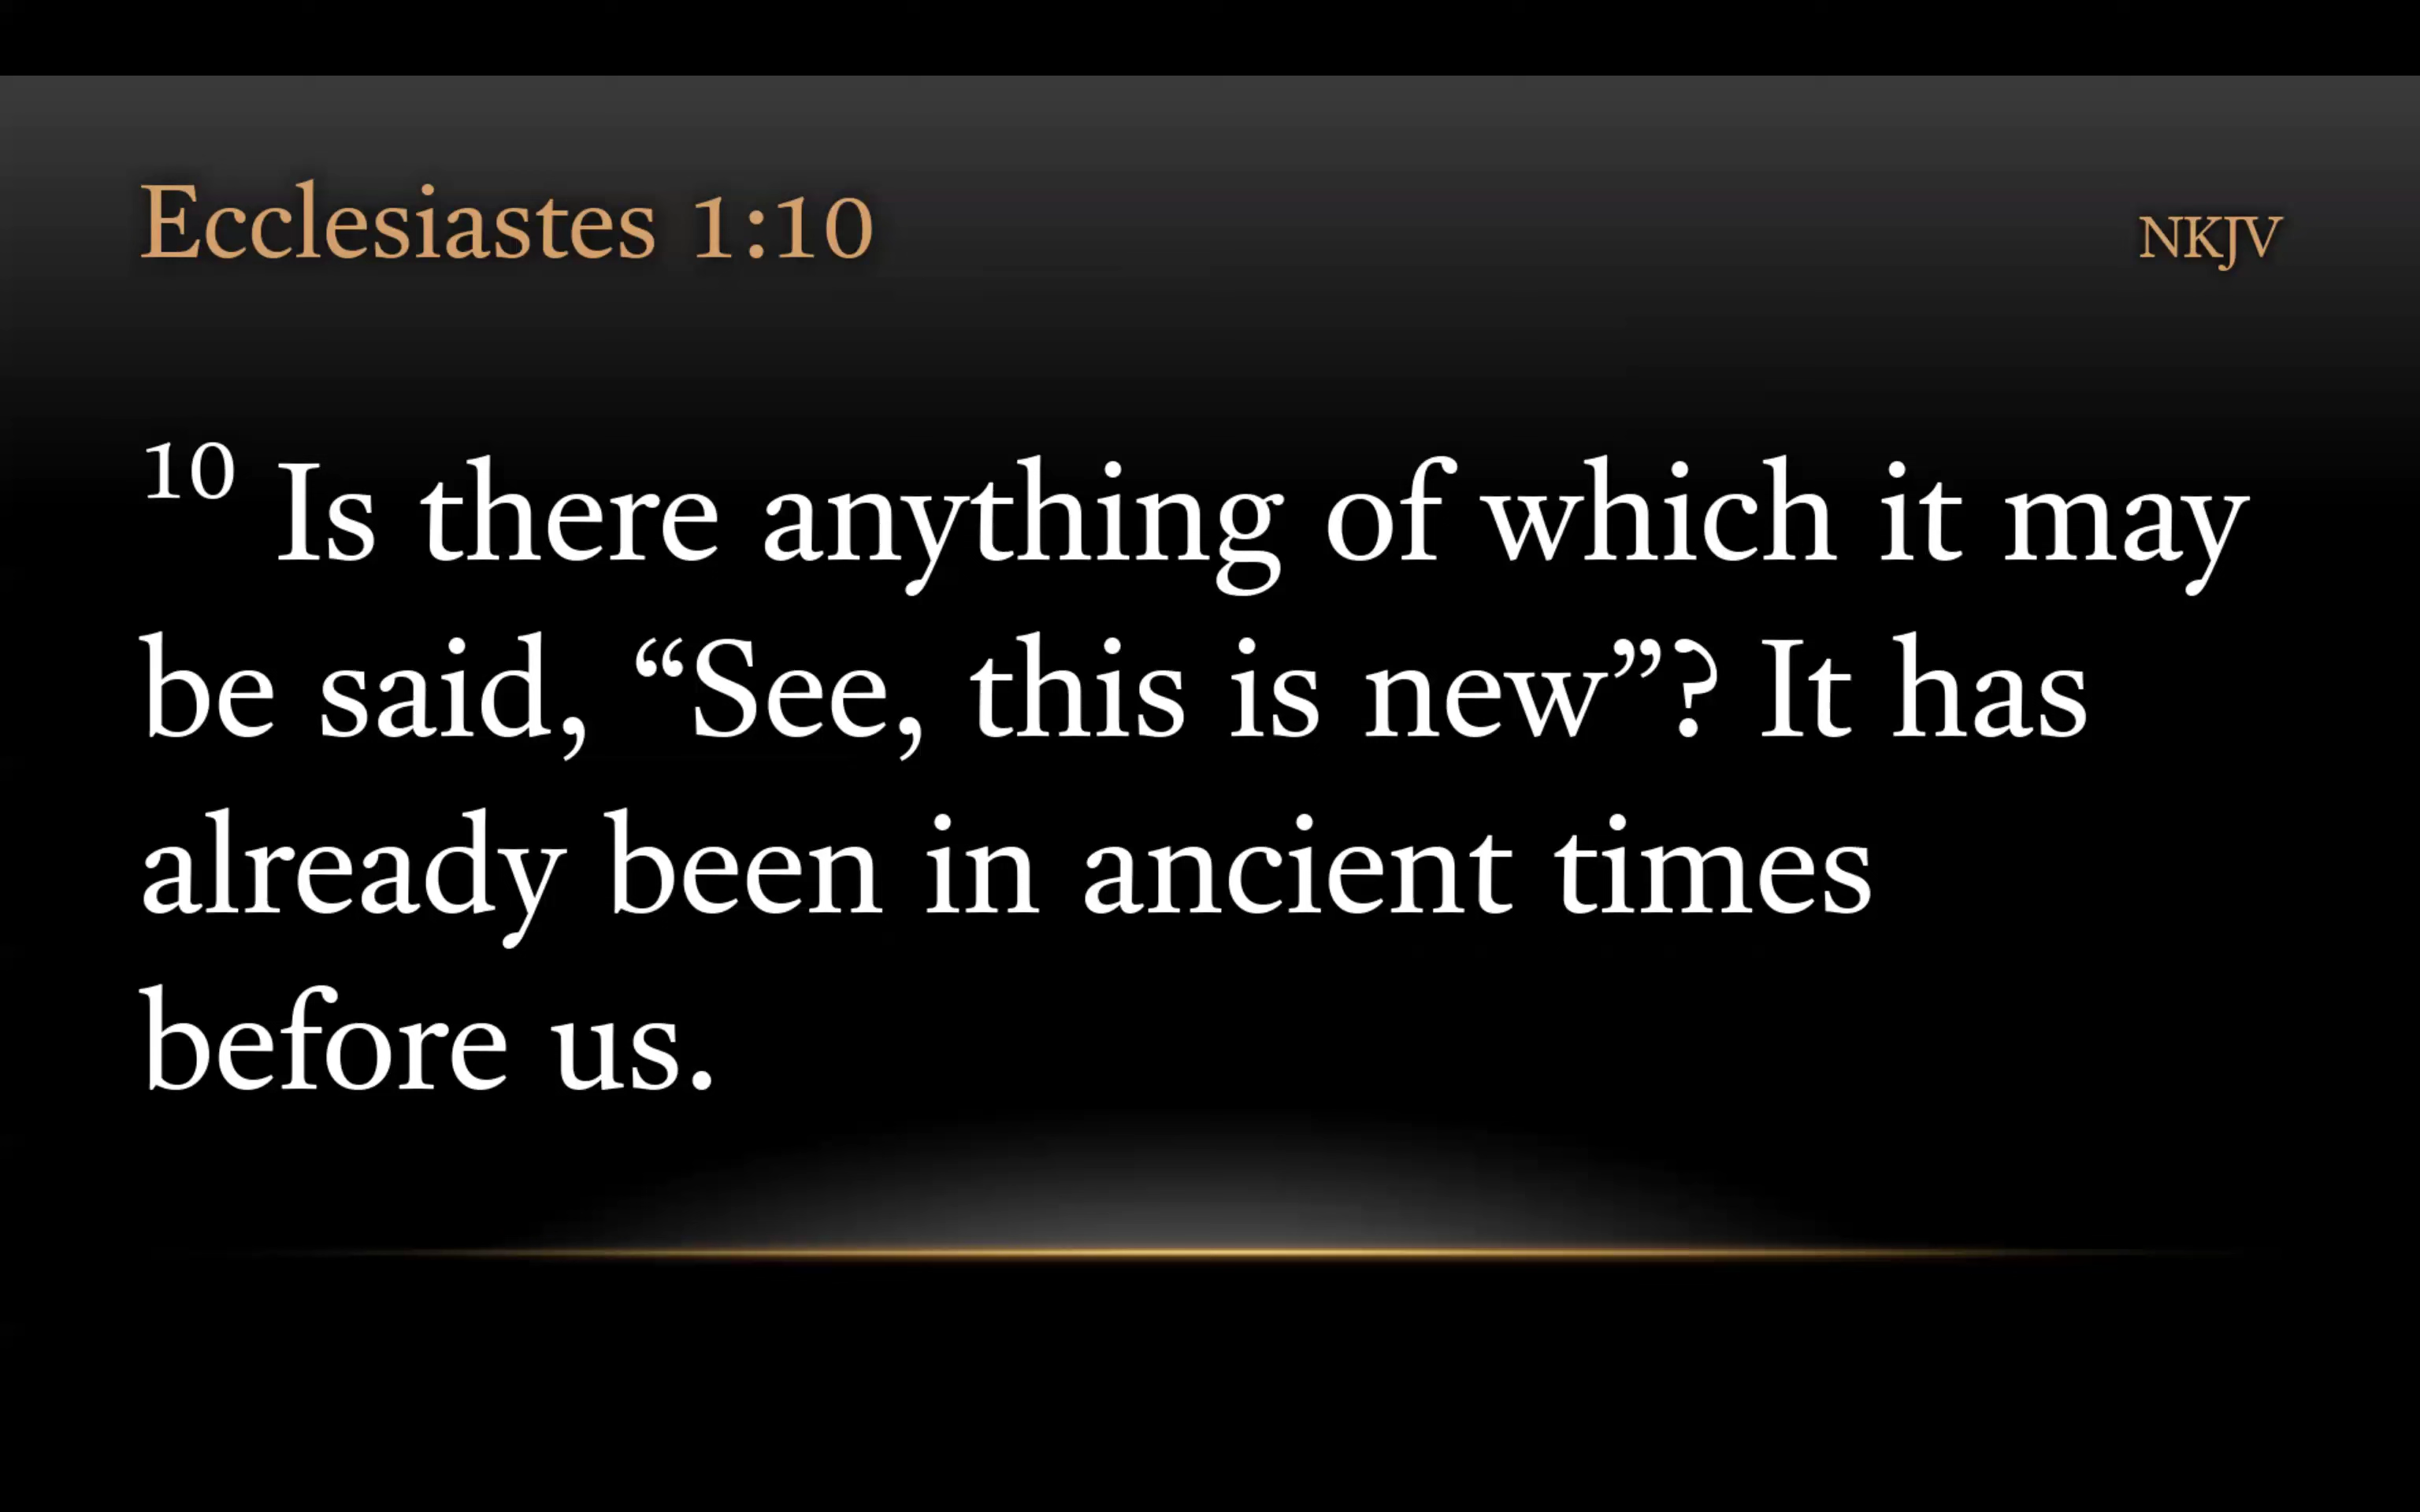 Ecclesiastes 1:10
NKJV
10 Is there anything of which it may
be said, “See, this is new”? It has
already been in ancient times
before us.